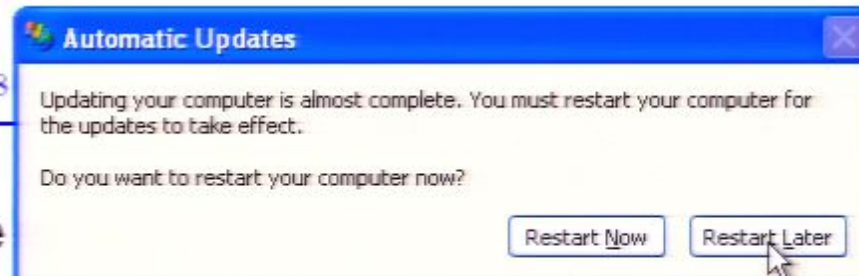 Automatic Updates
Updating your computer is almost complete. You must restart your computer for
the updates to take effect.
Do you want to restart your computer now?
Restart Now Restart Later